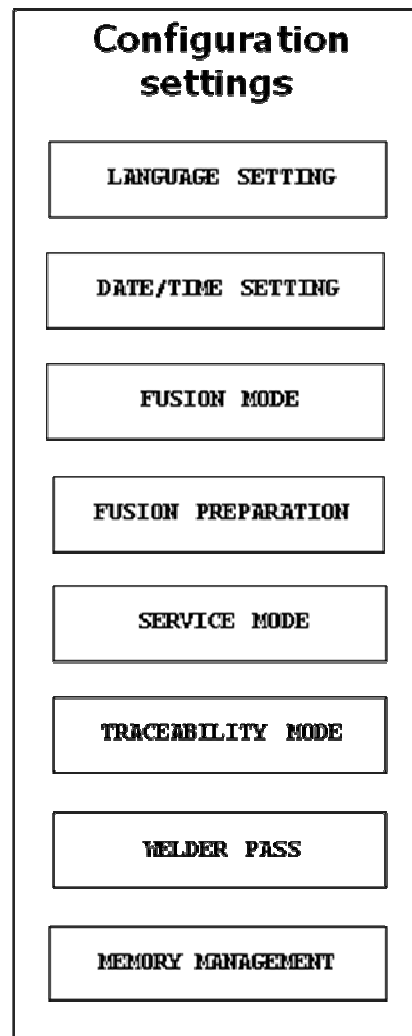 Configuration
settings
LANGUAGE SETTING
DATE/TIME SETTING
FUSION MODE
FUSION PREPARATION
SERVICE MODE
TRACEABILITY MODE
WELDER PASS
MEMORY MANAGEMENT